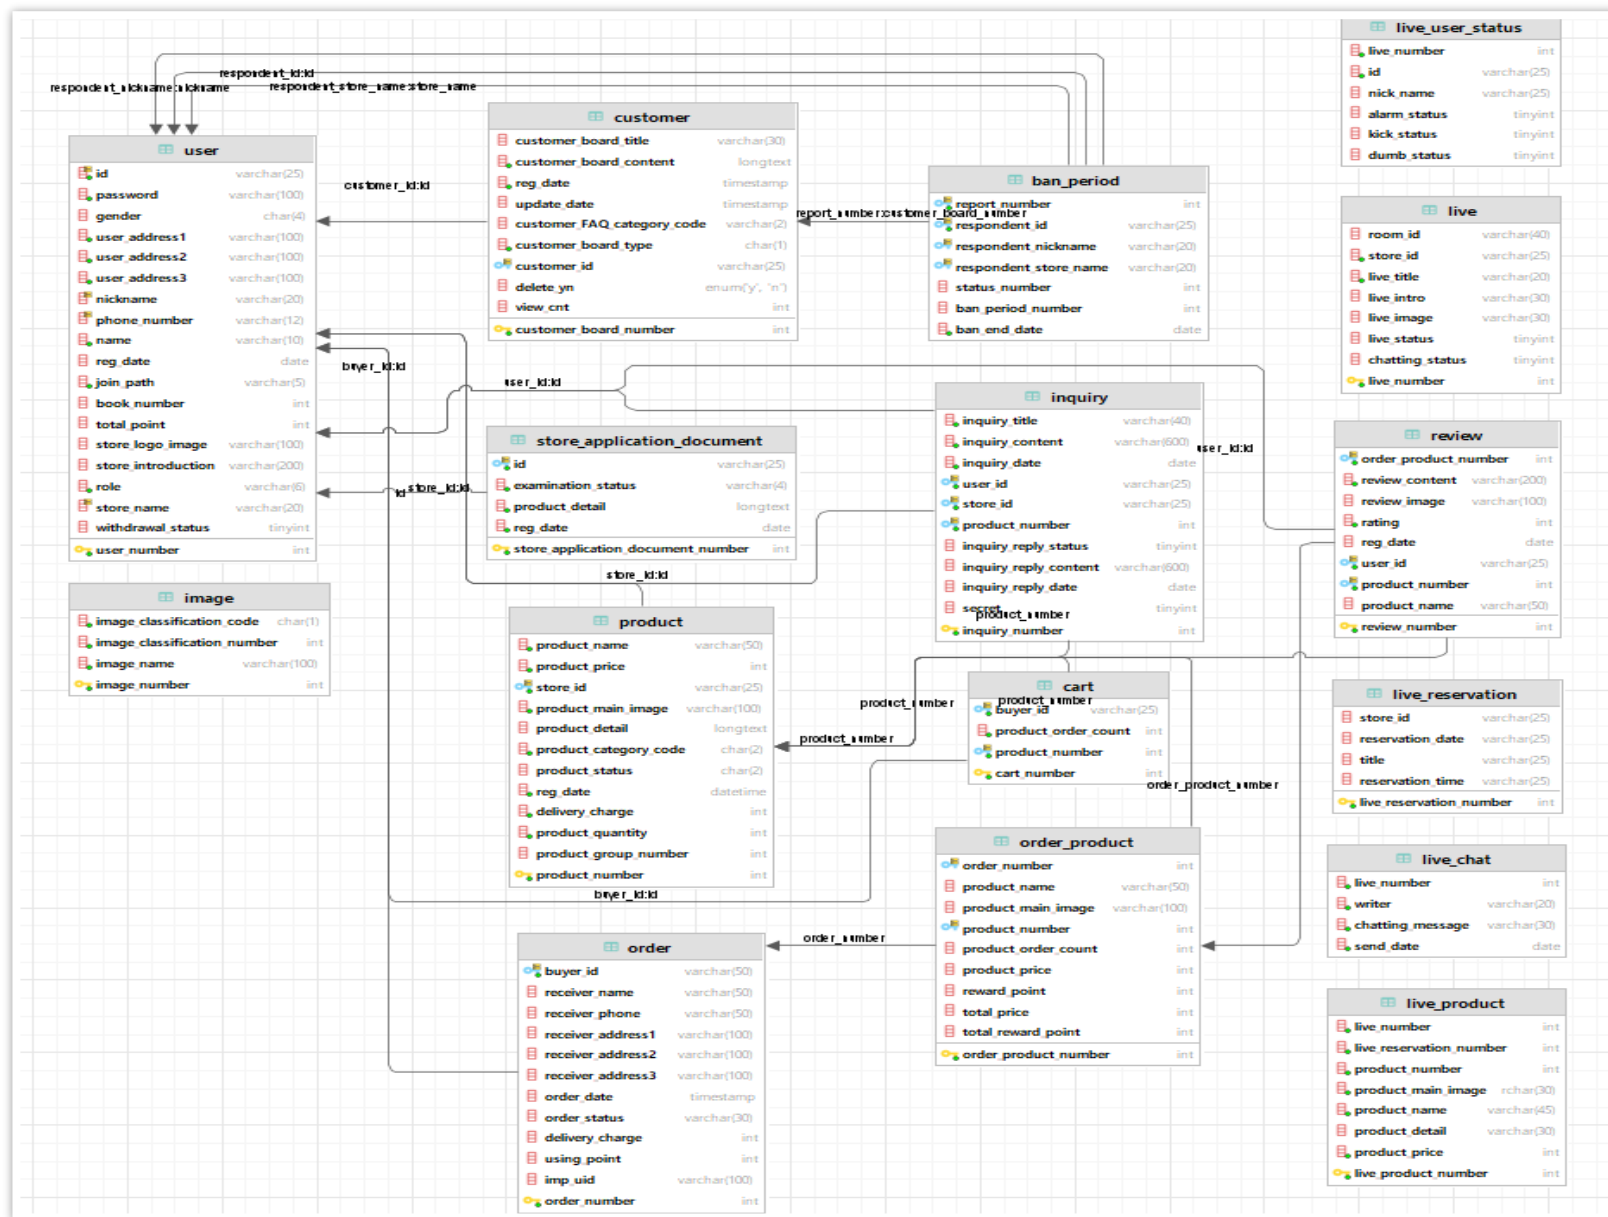 respondent_id:id
respondent_nickname:nickname
respondent_store_name:store_name
user
id varchar(25)
password varchar(100)
gender char(4)
user_address1 varchar(100)
user_address2 varchar(100)
user_address3 varchar(100)
nickname varchar(20)
phone_number varchar(12)
name varchar(10)
reg_date date
join_path varchar(5)
book_number int
total_point int
store_logo_image varchar(100)
store_introduction varchar(200)
role varchar(6)
store_name varchar(20)
withdrawal_status tinyint
user_number int
image
image_classification_code char(1)
image_classification_number int
image_name varchar(100)
image_number int
customer_id:id
buyer_id:id
user_id:id
id
store_id:id
customer
customer_board_title varchar(30)
customer_board_content longtext
reg_date timestamp
update_date timestamp
customer_FAQ_category_code varchar(2)
customer_board_type char(1)
customer_id varchar(25)
delete_yn enum('y', 'n')
view_cnt int
customer_board_number int
store_application_document
id varchar(25)
examination_status varchar(4)
product_detail longtext
reg_date date
store_application_document_number int
store_id:id
product
product_name varchar(50)
product_price int
store_id varchar(25)
product_main_image varchar(100)
product_detail longtext
product_category_code char(2)
product_status char(2)
reg_date datetime
delivery_charge int
product_quantity int
product_group_number int
product_number int
buyer_id:id
order
buyer_id varchar(50)
receiver_name varchar(50)
receiver_phone varchar(50)
receiver_address1 varchar(100)
receiver_address2 varchar(100)
receiver_address3 varchar(100)
order_date timestamp
order_status varchar(30)
delivery_charge int
using_point int
imp_uid varchar(100)
order_number int
ban_period
report_number int
report_number:customer_board_number
respondent_id varchar(25)
respondent_nickname varchar(20)
respondent_store_name varchar(20)
status_number int
ban_period_number int
ban_end_date date
inquiry
inquiry_title varchar(40)
inquiry_content varchar(600)
inquiry_date date
user_id varchar(25)
store_id varchar(25)
product_number int
inquiry_reply_status tinyint
inquiry_reply_content varchar(600)
inquiry_reply_date date
secret tinyint
product_number
inquiry_number int
user_id:id
cart
product_number
product_number
buyer_id varchar(25)
product_order_count int
product_number int
cart_number int
product_number
order_product_number
order_product
order_number int
product_name varchar(50)
product_main_image varchar(100)
product_number int
product_order_count int
product_price int
reward_point int
total_price int
total_reward_point int
order_product_number int
order_number
live_user_status
live_number int
id varchar(25)
nick_name varchar(25)
alarm_status tinyint
kick_status tinyint
dumb_status tinyint
live
room_id varchar(40)
store_id varchar(25)
live_title varchar(20)
live_intro varchar(30)
live_image varchar(30)
live_status tinyint
chatting_status tinyint
live_number int
review
order_product_number int
review_content varchar(200)
review_image varchar(100)
rating int
reg_date date
user_id varchar(25)
product_number int
product_name varchar(50)
review_number int
live_reservation
store_id varchar(25)
reservation_date varchar(25)
title varchar(25)
reservation_time varchar(25)
live_reservation_number int
live_chat
live_number int
writer varchar(20)
chatting_message varchar(30)
send_date date
live_product
live_number int
live_reservation_number int
product_number int
product_main_image rchar(30)
product_name varchar(45)
product_detail varchar(30)
product_price int
live_product_number int